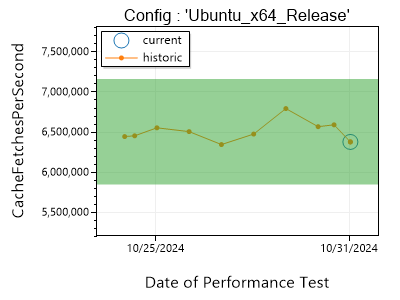 Config : 'Ubuntu_x64_Release'
current
historic
7,500,000
7,000,000
6,500,000
6,000,000
5,500,000
CacheFetchesPerSecond
10/25/2024
10/31/2024
Date of Performance Test